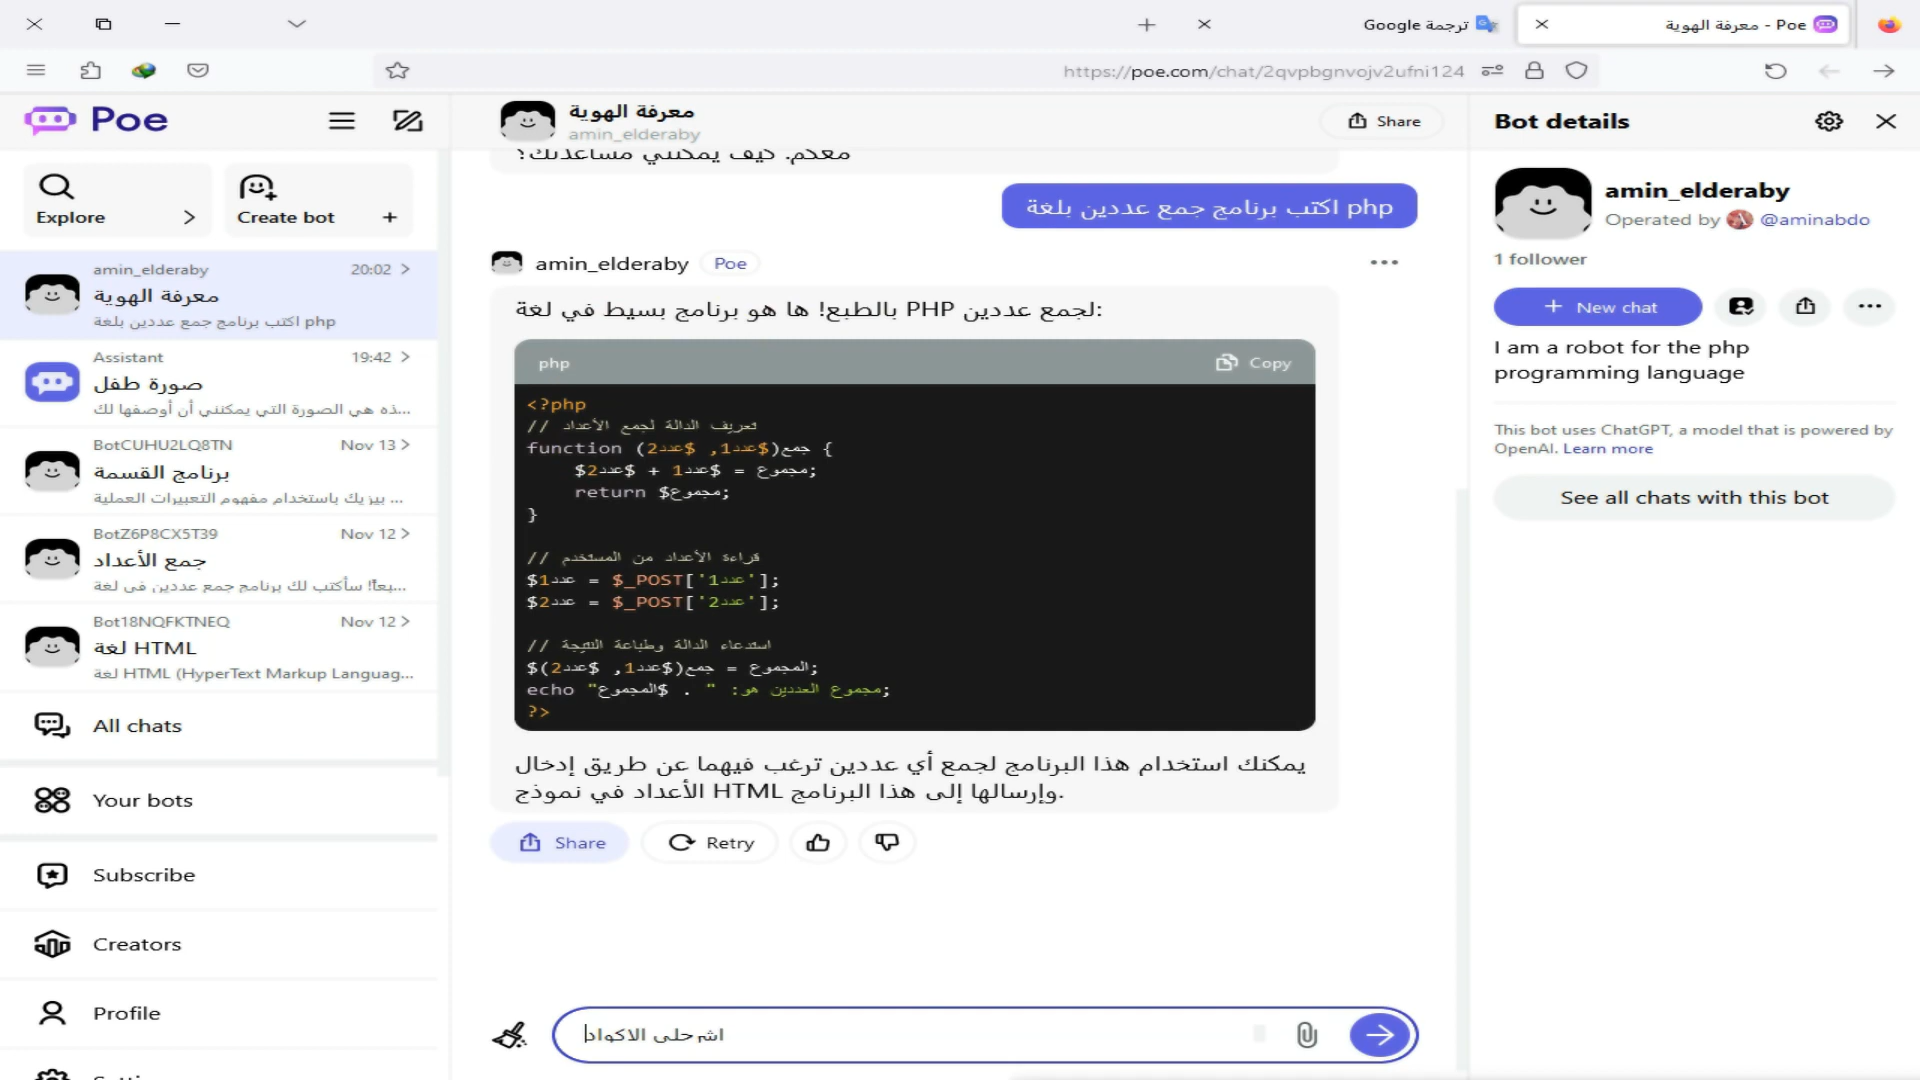 Poe - معرفة الهوية
ترجمة Google
https://poe.com/chat/2qvpbgnvojv2ufni124
Poe
Explore
Create bot
amin_elderaby 20:02
معرفة الهوية
اكتب برنامج جمع عددين بلغة php
Assistant 19:42
صورة طفل
...ذه هي الصورة التي يمكنني أن أوصفها لك
BotCUHU2LQ8TN Nov 13
برنامج القسمة
... بيزيك باستخدام مفهوم التعبيرات العملية
BotZ6P8CX5T39 Nov 12
جمع الأعداد
...بعاً! سأكتب لك برنامج جمع عددين في لغة
Bot18NQFKTNEQ Nov 12
لغة HTML
لغة HTML (HyperText Markup Languag...
All chats
Your bots
Subscribe
Creators
Profile
معرفة الهوية
amin_elderaby
Share
معكم. كيف يمكنني مساعدتك؟
اكتب برنامج جمع عددين بلغة php
amin_elderaby Poe
بالطبع! ها هو برنامج بسيط في لغة PHP لجمع عددين:
php
Copy
<?php
// تعريف الدالة لجمع الأعداد
function جمع($عدد1, $عدد2) {
$مجموع = $عدد1 + $عدد2;
return $مجموع;
}
// قراءة الأعداد من المستخدم
$عدد1 = $_POST['عدد1'];
$عدد2 = $_POST['عدد2'];
// استدعاء الدالة وطباعة النتيجة
$المجموع = جمع($عدد1, $عدد2);
echo "مجموع العددين هو: " . $المجموع;
?>
يمكنك استخدام هذا البرنامج لجمع أي عددين ترغب فيهما عن طريق إدخال
الأعداد في نموذج HTML وإرسالها إلى هذا البرنامج.
Share
Retry
اشرحلى الاكواد
Bot details
amin_elderaby
Operated by @aminabdo
1 follower
New chat
I am a robot for the php
programming language
This bot uses ChatGPT, a model that is powered by
OpenAI. Learn more
See all chats with this bot